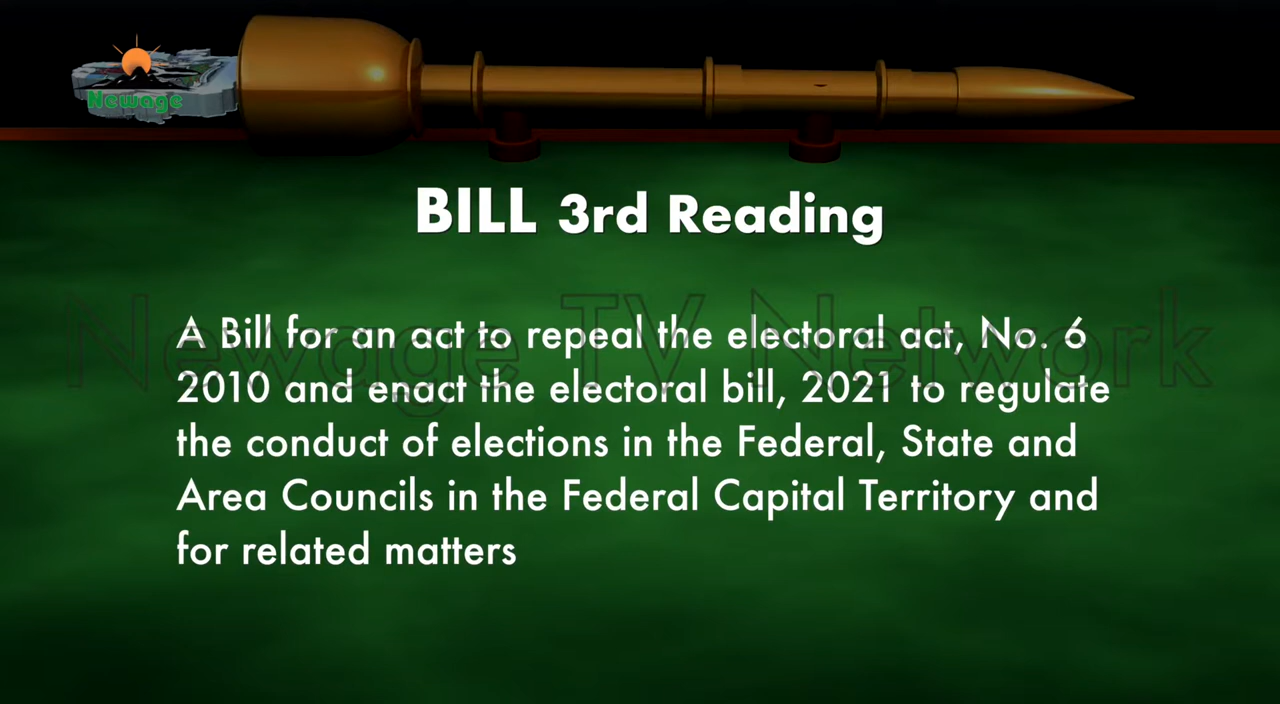 Newage
BILL 3rd Reading
Newage TV Network
A Bill for an act to repeal the electoral act, No. 6
2010 and enact the electoral bill, 2021 to regulate
the conduct of elections in the Federal, State and
Area Councils in the Federal Capital Territory and
for related matters